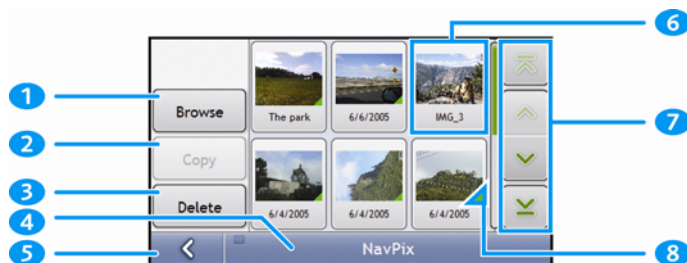 6
1
Browse
The park
6/6/2005
IMG_3
7
2
Copy
3
Delete
6/4/2005
6/4/2005
6/4/2005
4
5
NavPix
8